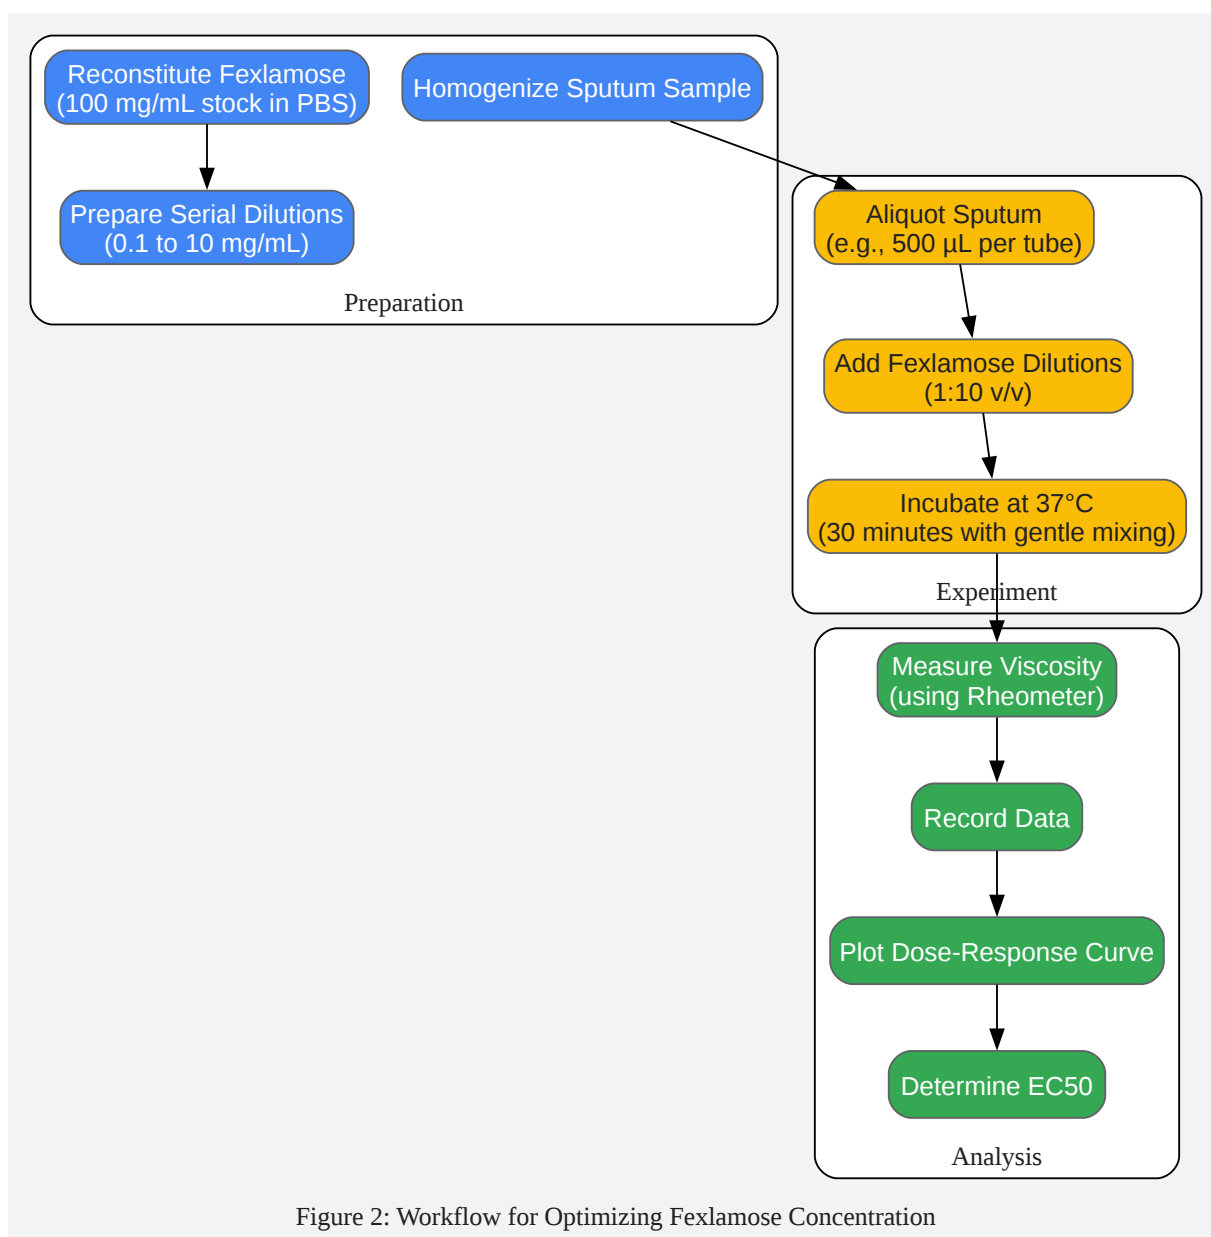 Reconstitute Fexlamose
(100 mg/mL stock in PBS)
Homogenize Sputum Sample
Prepare Serial Dilutions
(0.1 to 10 mg/mL)
Preparation
Aliquot Sputum
(e.g., 500 µL per tube)
Add Fexlamose Dilutions
(1:10 v/v)
Incubate at 37°C
(30 minutes with gentle mixing)
Experiment
Measure Viscosity
(using Rheometer)
Record Data
Plot Dose-Response Curve
Determine EC50
Analysis
Figure 2: Workflow for Optimizing Fexlamose Concentration